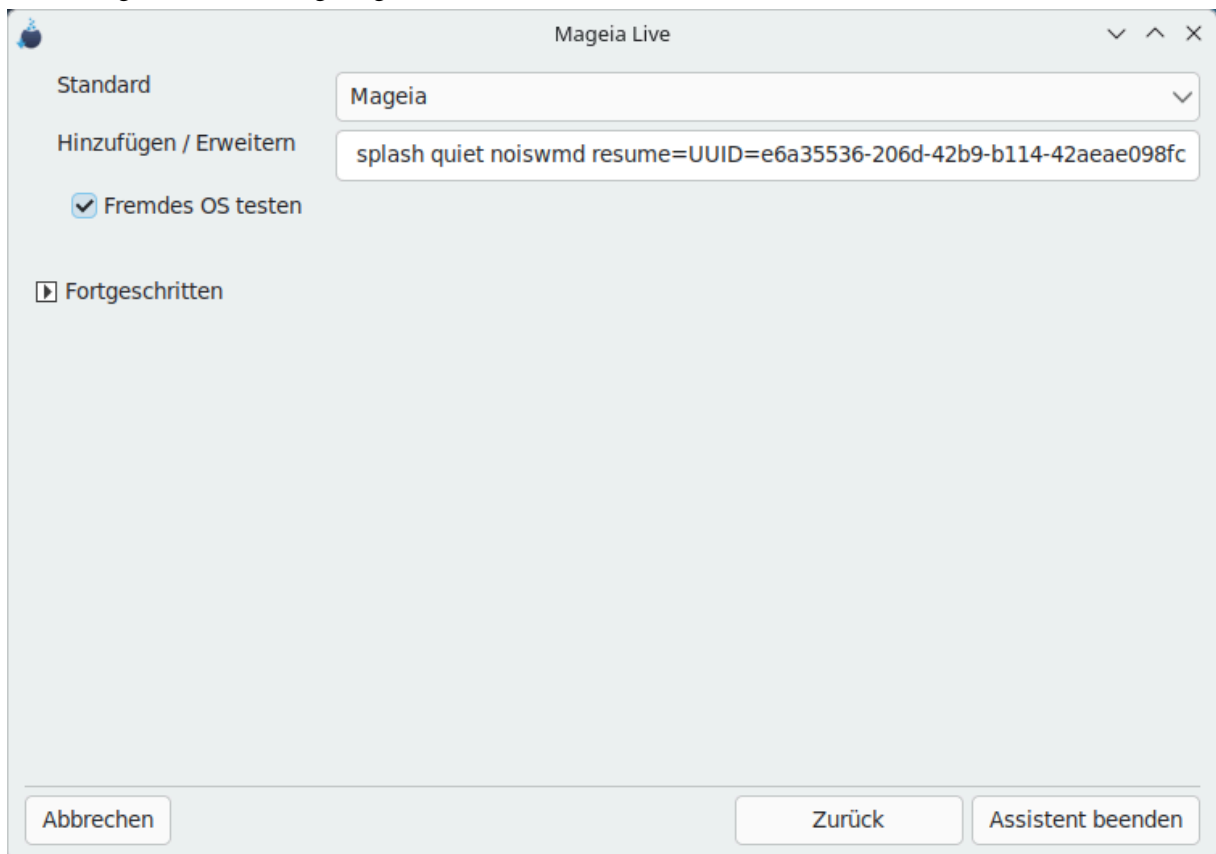 Mageia Live
Standard
Mageia
Hinzufügen / Erweitern
splash quiet noiswmd resume=UUID=e6a35536-206d-42b9-b114-42aeae098fc
Fremdes OS testen
Fortgeschritten
Abbrechen
Zurück
Assistent beenden